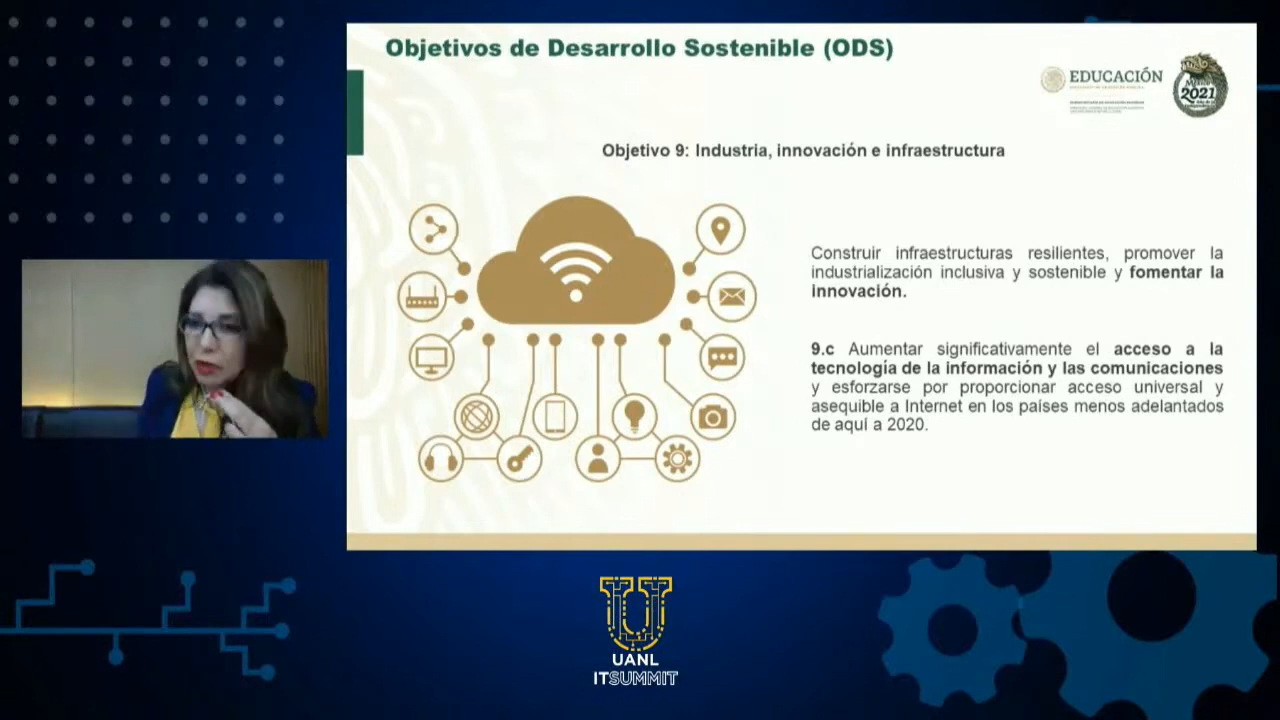 Objetivos de Desarrollo Sostenible (ODS)
EDUCACIÓN
México
2021
Objetivo 9: Industria, innovación e infraestructura
Construir infraestructuras resilientes, promover la
industrialización inclusiva y sostenible y fomentar la
innovación.
9.c Aumentar significativamente el acceso a la
tecnología de la información y las comunicaciones
y esforzarse por proporcionar acceso universal y
asequible a Internet en los países menos adelantados
de aquí a 2020.
UANL
ITSUMMIT